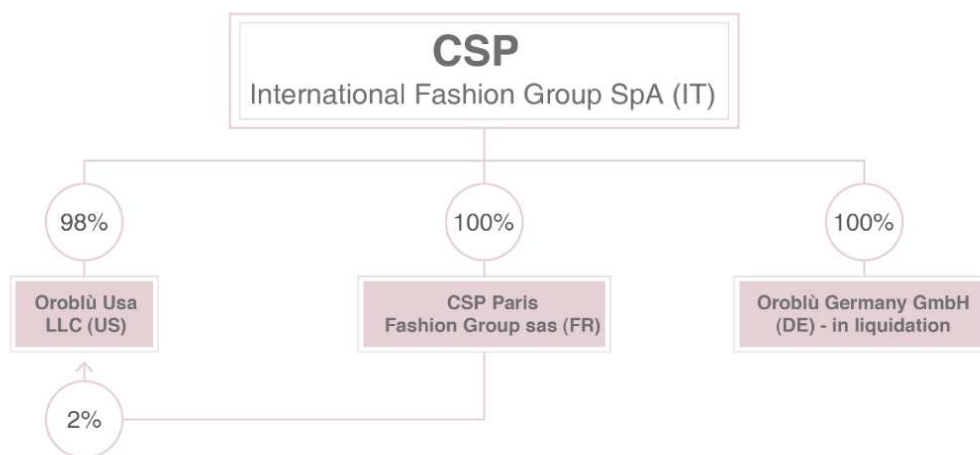 CSP
International Fashion Group SpA (IT)
98%
100%
100%
Oroblù Usa
LLC (US)
CSP Paris
Fashion Group sas (FR)
Oroblù Germany GmbH
(DE) - in liquidation
2%